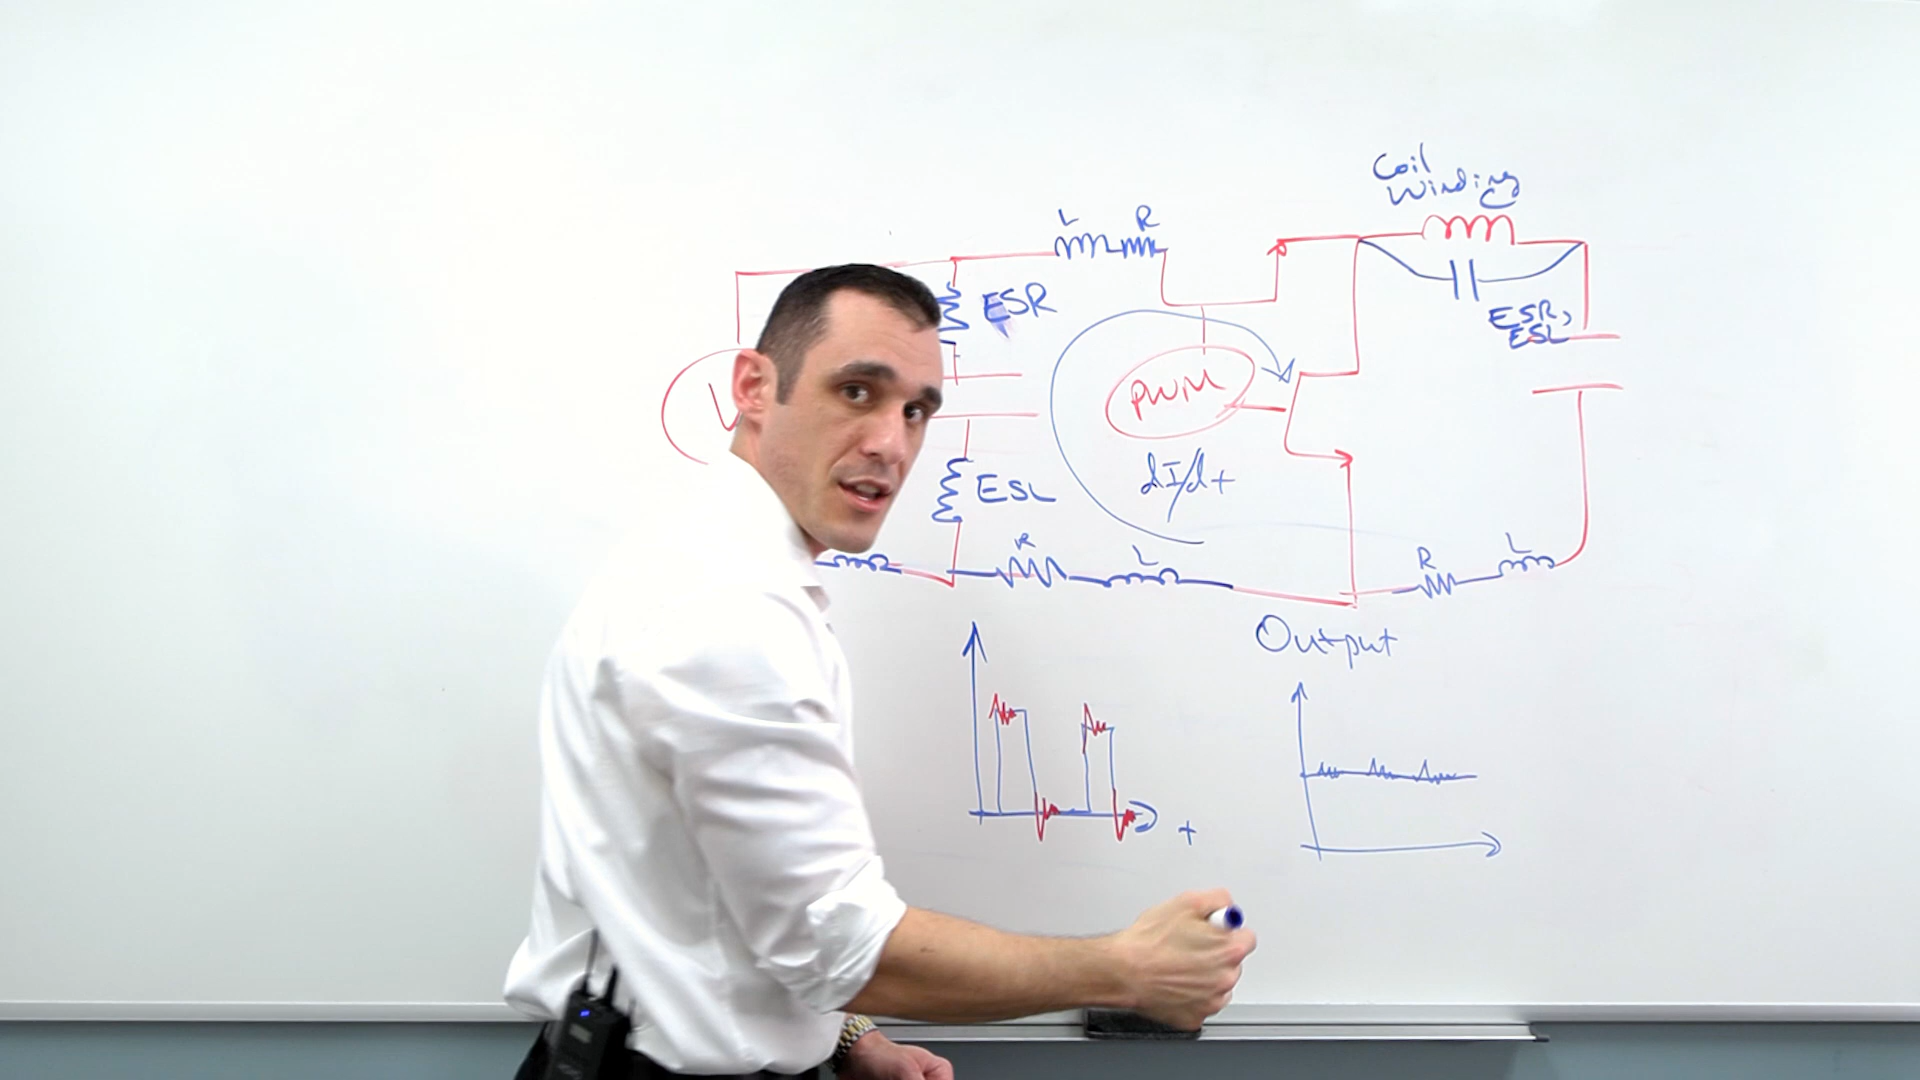 Coil
Winding
L R
ESR
ESR,
ESL
V
PWM
dI/dt
ESL
R L
R L
Output
t